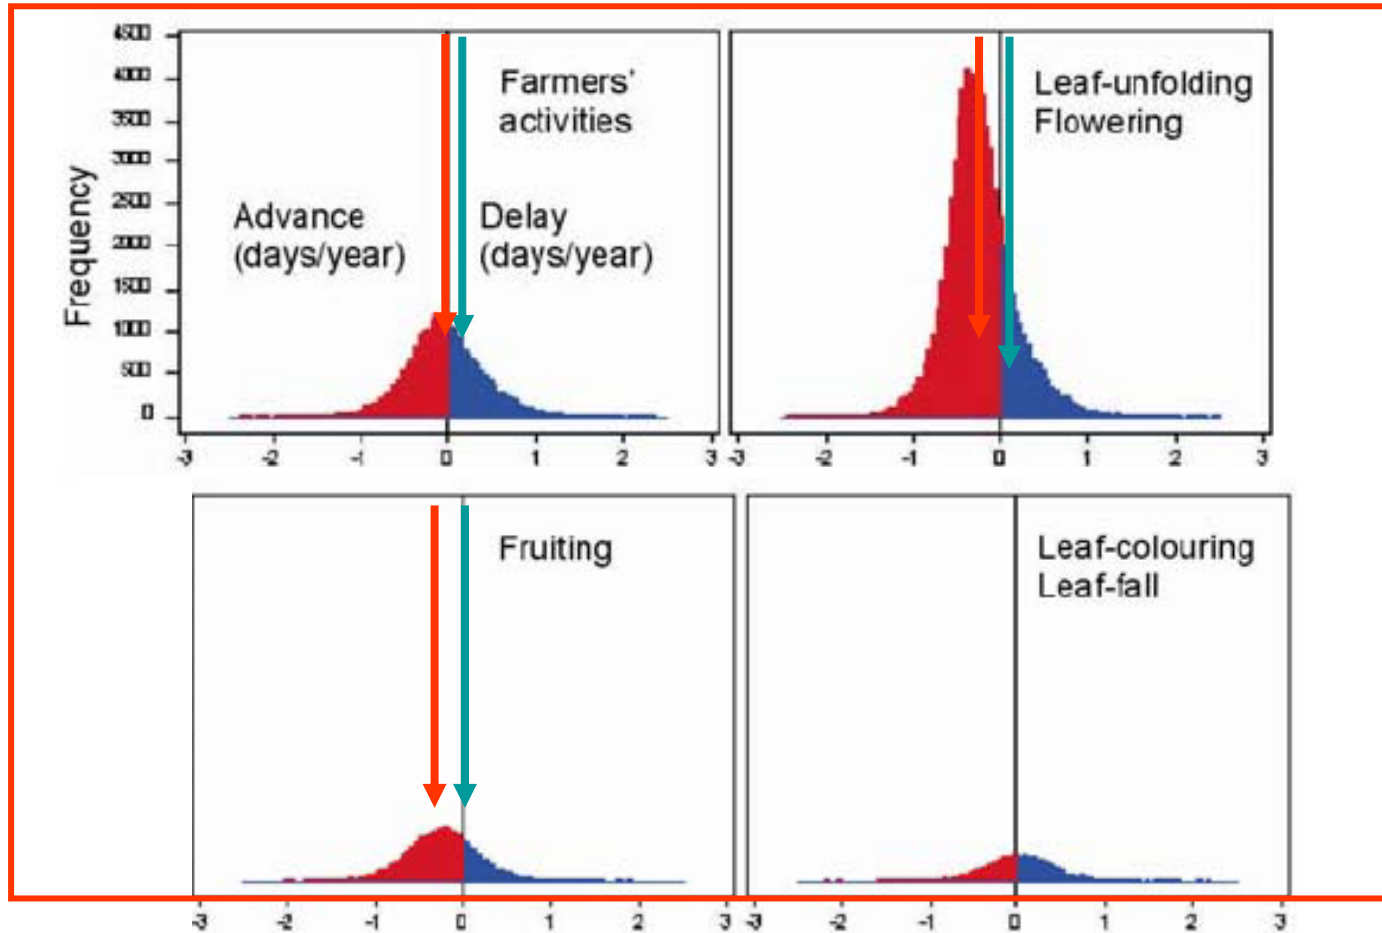 4500
4000
3500
3000
2500
2000
1500
1000
500
0
Frequency
Farmers'
activities
Advance
(days/year)
Delay
(days/year)
-3 -2 -1 0 1 2 3
Leaf-unfolding
Flowering
-3 -2 -1 0 1 2 3
Fruiting
-3 -2 -1 0 1 2 3
Leaf-colouring
Leaf-fall
-3 -2 -1 0 1 2 3